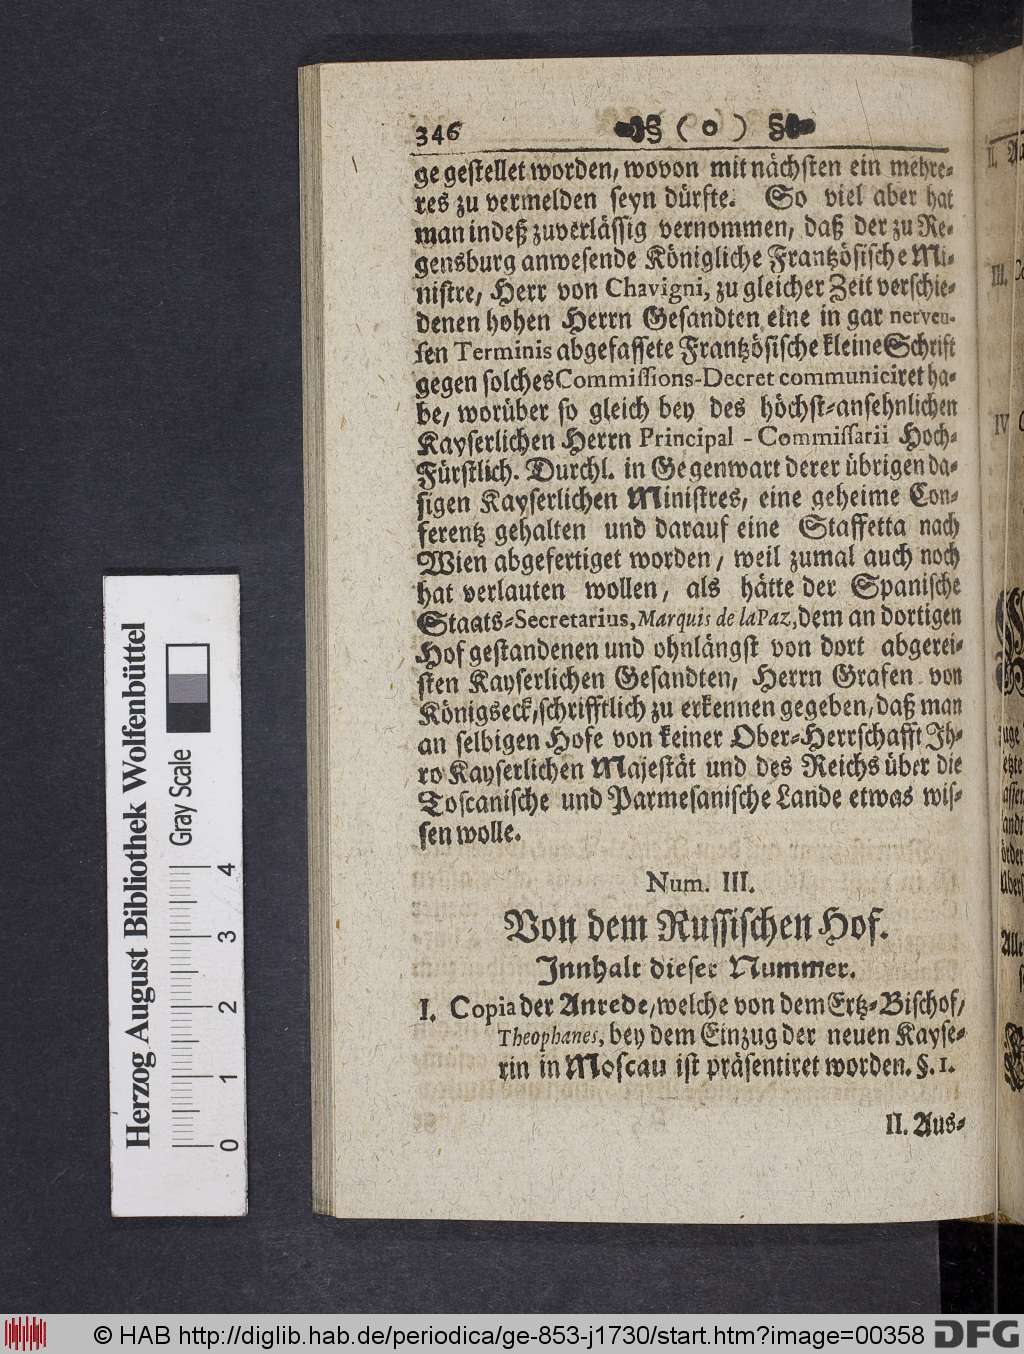 346 §( o )§
ge gestellet worden, wovon mit nächsten ein mehre-
res zu vermelden seyn dürfte. So viel aber hat
man indeß zuverlässig vernommen, daß der zu Re-
gensburg anwesende Königliche Frantzösische Mi-
nistre, Herr von Chavigni, zu gleicher Zeit verschie-
denen hohen Herrn Gesandten eine in gar nerveu-
sen Terminis abgefassete Frantzösische kleine Schrift
gegen solches Commissions-Decret communiciret ha-
be, worüber so gleich bey des höchst-ansehnlichen
Kayserlichen Herrn Principal-Commissarii Hoch-
Fürstlich. Durchl. in Gegenwart derer übrigen da-
sigen Kayserlichen Ministres, eine geheime Con-
ferentz gehalten und darauf eine Staffetta nach
Wien abgefertiget worden, weil zumal auch noch
hat verlauten wollen, als hätte der Spanische
Staats-Secretarius, Marquis de la Paz, dem an dortigen
Hof gestandenen und ohnlängst von dort abgerei-
sten Kayserlichen Gesandten, Herrn Grafen von
Königseck, schrifftlich zu erkennen gegeben, daß man
an selbigen Hofe von keiner Ober-Herrschafft Ih-
ro Kayserlichen Majestät und des Reichs über die
Toscanische und Parmesanische Lande etwas wis-
sen wolle.
Num. III.
Von dem Russischen Hof.
Innhalt dieser Nummer.
I. Copia der Anrede, welche von dem Ertz-Bischof,
Theophanes, bey dem Einzug der neuen Kayse-
rin in Moscau ist präsentiret worden. §. 1.
II. Aus-
Herzog August Bibliothek Wolfenbüttel
Gray Scale
0 1 2 3 4
II.
III.
IV
© HAB http://diglib.hab.de/periodica/ge-853-j1730/start.htm?image=00358 DFG